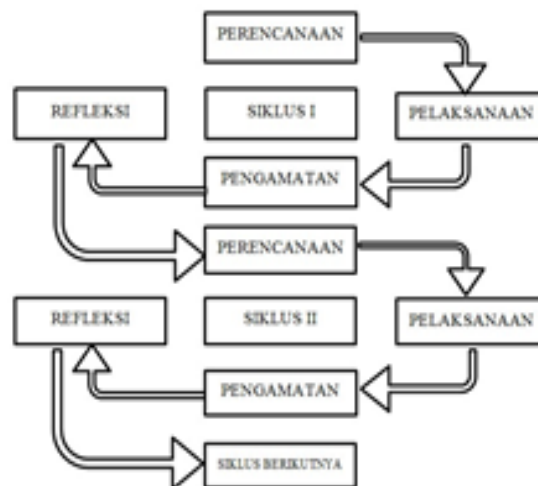 PERENCANAAN
REFLEKSI
SIKLUS I
PELAKSANAAN
PENGAMATAN
PERENCANAAN
REFLEKSI
SIKLUS II
PELAKSANAAN
PENGAMATAN
SIKLUS BERIKUTNYA